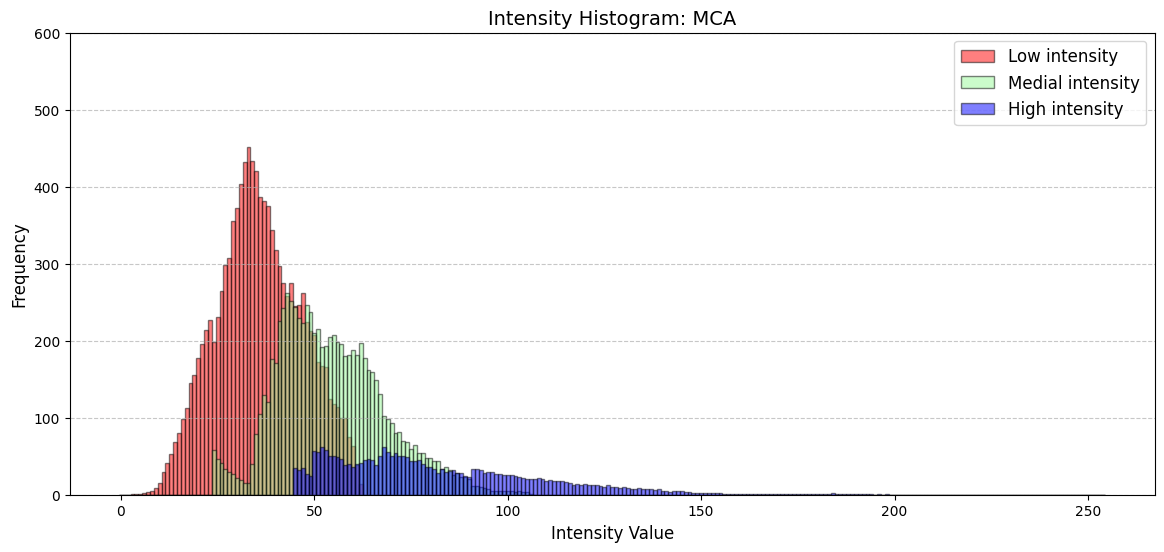 Intensity Histogram: MCA
600
500
400
300
200
100
0
Frequency
Low intensity
Medial intensity
High intensity
0 50 100 150 200 250
Intensity Value